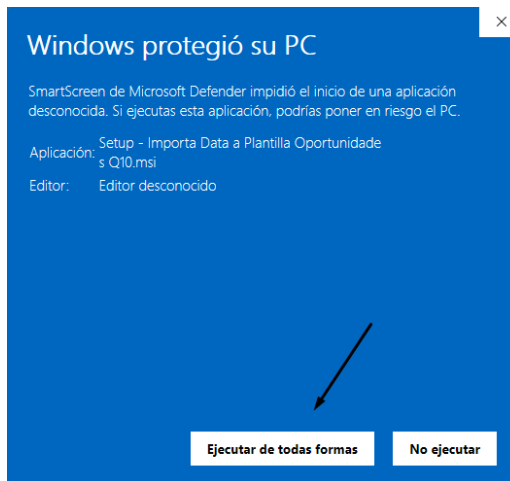 Windows protegió su PC
SmartScreen de Microsoft Defender impidió el inicio de una aplicación
desconocida. Si ejecutas esta aplicación, podrías poner en riesgo el PC.
Aplicación: Setup - Importa Data a Plantilla Oportunidade
s Q10.msi
Editor: Editor desconocido
Ejecutar de todas formas No ejecutar